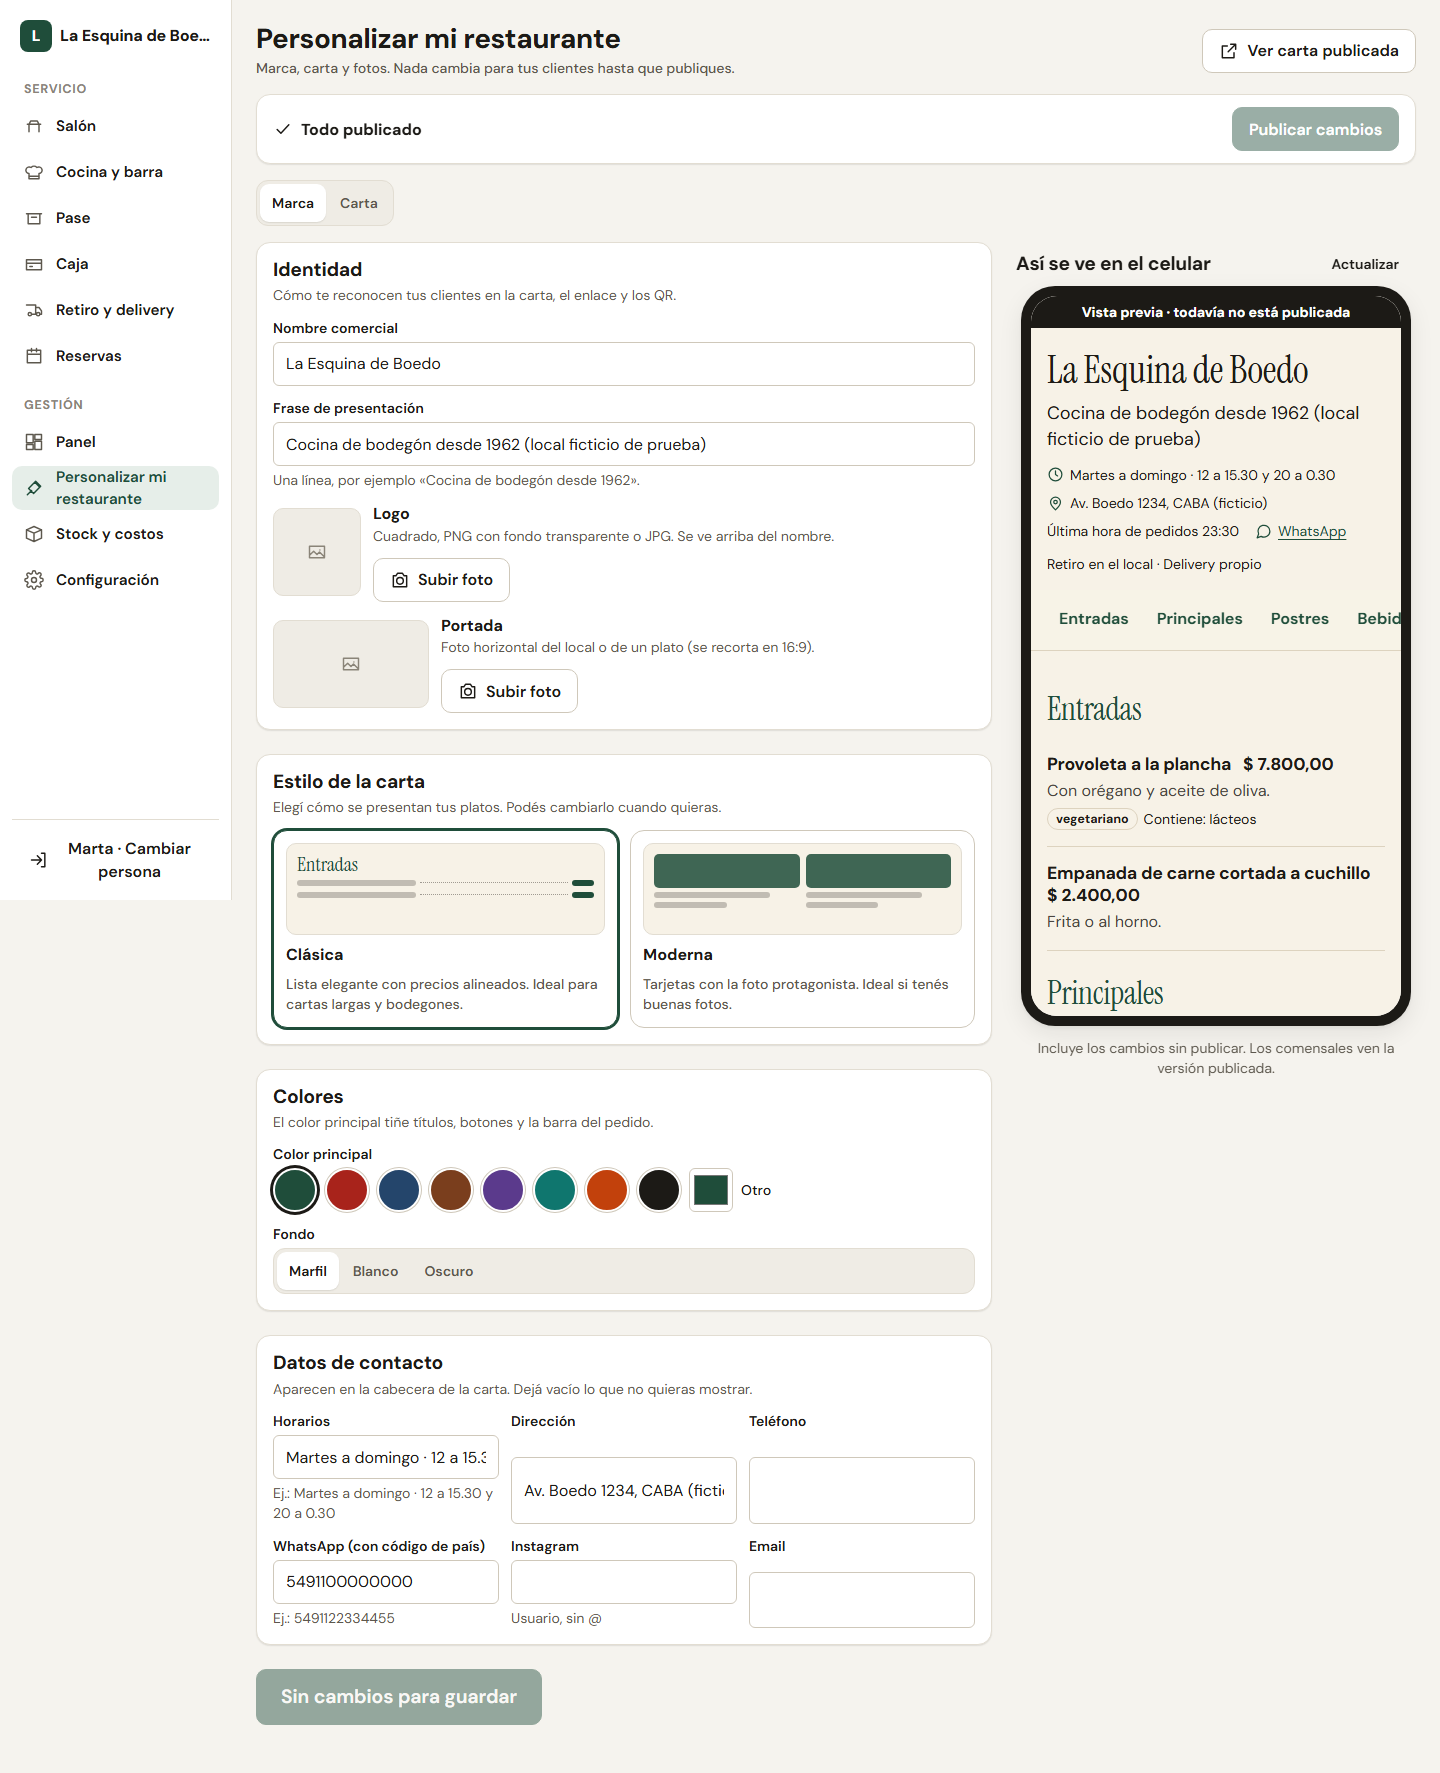 L La Esquina de Boe...
SERVICIO
Salón
Cocina y barra
Pase
Caja
Retiro y delivery
Reservas
GESTIÓN
Panel
Personalizar mi
restaurante
Stock y costos
Configuración
Marta · Cambiar
persona
Personalizar mi restaurante
Marca, carta y fotos. Nada cambia para tus clientes hasta que publiques.
Ver carta publicada
Todo publicado
Publicar cambios
Marca Carta
Identidad
Cómo te reconocen tus clientes en la carta, el enlace y los QR.
Nombre comercial
La Esquina de Boedo
Frase de presentación
Cocina de bodegón desde 1962 (local ficticio de prueba)
Una línea, por ejemplo «Cocina de bodegón desde 1962».
Logo
Cuadrado, PNG con fondo transparente o JPG. Se ve arriba del nombre.
Subir foto
Portada
Foto horizontal del local o de un plato (se recorta en 16:9).
Subir foto
Estilo de la carta
Elegí cómo se presentan tus platos. Podés cambiarlo cuando quieras.
Entradas
Clásica
Lista elegante con precios alineados. Ideal para
cartas largas y bodegones.
Moderna
Tarjetas con la foto protagonista. Ideal si tenés
buenas fotos.
Colores
El color principal tiñe títulos, botones y la barra del pedido.
Color principal
Otro
Fondo
Marfil Blanco Oscuro
Datos de contacto
Aparecen en la cabecera de la carta. Dejá vacío lo que no quieras mostrar.
Horarios
Martes a domingo · 12 a 15.3
Ej.: Martes a domingo · 12 a 15.30 y
20 a 0.30
Dirección
Av. Boedo 1234, CABA (ficti
Teléfono
WhatsApp (con código de país)
5491100000000
Ej.: 5491122334455
Instagram
Usuario, sin @
Email
Sin cambios para guardar
Así se ve en el celular
Actualizar
Vista previa · todavía no está publicada
La Esquina de Boedo
Cocina de bodegón desde 1962 (local
ficticio de prueba)
Martes a domingo · 12 a 15.30 y 20 a 0.30
Av. Boedo 1234, CABA (ficticio)
Última hora de pedidos 23:30 WhatsApp
Retiro en el local · Delivery propio
Entradas Principales Postres Bebid
Entradas
Provoleta a la plancha $ 7.800,00
Con orégano y aceite de oliva.
vegetariano Contiene: lácteos
Empanada de carne cortada a cuchillo
$ 2.400,00
Frita o al horno.
Principales
Incluye los cambios sin publicar. Los comensales ven la
versión publicada.